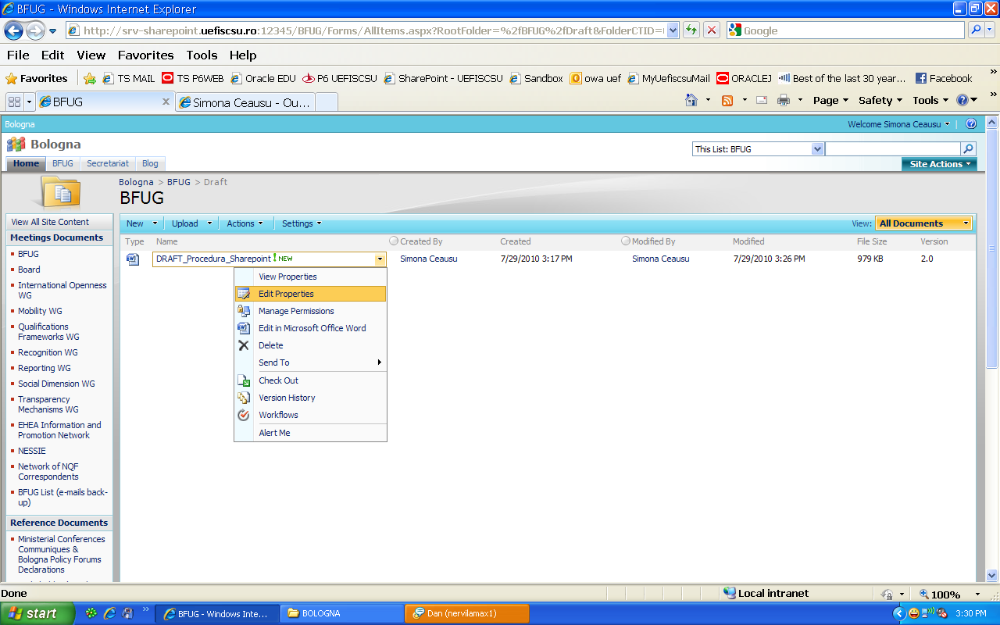 BFUG - Windows Internet Explorer
http://srv-sharepoint.uefiscsu.ro:12345/BFUG/Forms/AllItems.aspx?RootFolder=%2fBFUG%2fDraft&FolderCTID=
Google
File Edit View Favorites Tools Help
Favorites TS MAIL TS P6WEB Oracle EDU P6 UEFISCSU SharePoint - UEFISCSU Sandbox owa uef MyUefiscsuMail ORACLEJ Best of the last 30 year... Facebook
BFUG Simona Ceausu - Ou... Page Safety Tools
Bologna Welcome Simona Ceausu
Bologna
This List: BFUG
Home BFUG Secretariat Blog
Site Actions
Bologna > BFUG > Draft
BFUG
View All Site Content
New Upload Actions Settings View: All Documents
Type Name Created By Created Modified By Modified File Size Version
DRAFT_Procedura_Sharepoint ! NEW Simona Ceausu 7/29/2010 3:17 PM Simona Ceausu 7/29/2010 3:26 PM 979 KB 2.0
View Properties
Edit Properties
Manage Permissions
Edit in Microsoft Office Word
Delete
Send To
Check Out
Version History
Workflows
Alert Me
Meetings Documents
BFUG
Board
International Openness
WG
Mobility WG
Qualifications
Frameworks WG
Recognition WG
Reporting WG
Social Dimension WG
Transparency
Mechanisms WG
EHEA Information and
Promotion Network
NESSIE
Network of NQF
Correspondents
BFUG List (e-mails back-
up)
Reference Documents
Ministerial Conferences
Communiques &
Bologna Policy Forums
Declarations
Done Local intranet 100%
start BFUG - Windows Inte... BOLOGNA Dan (nervilamax1) 3:30 PM